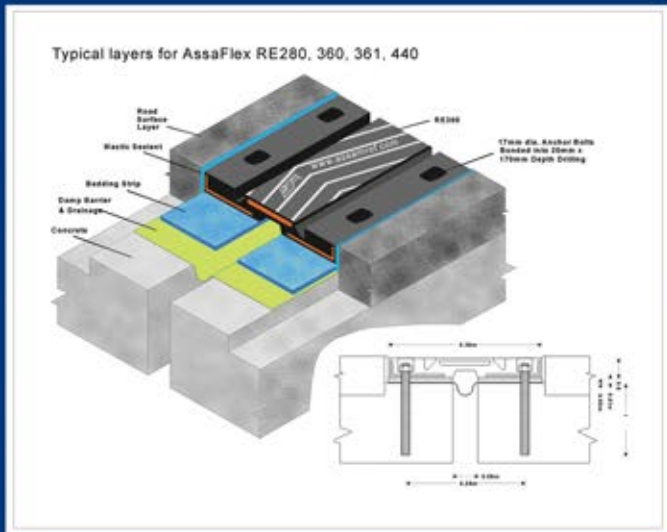 Typical layers for AssaFlex RE280, 360, 361, 440
Road
Surface
Layer
Elastic Sealant
Bedding Strip
Damp Barrier
& Drainage
Concrete
RE360
17mm dia. Anchor Bolts
Bonded into 20mm x
170mm Depth Drilling